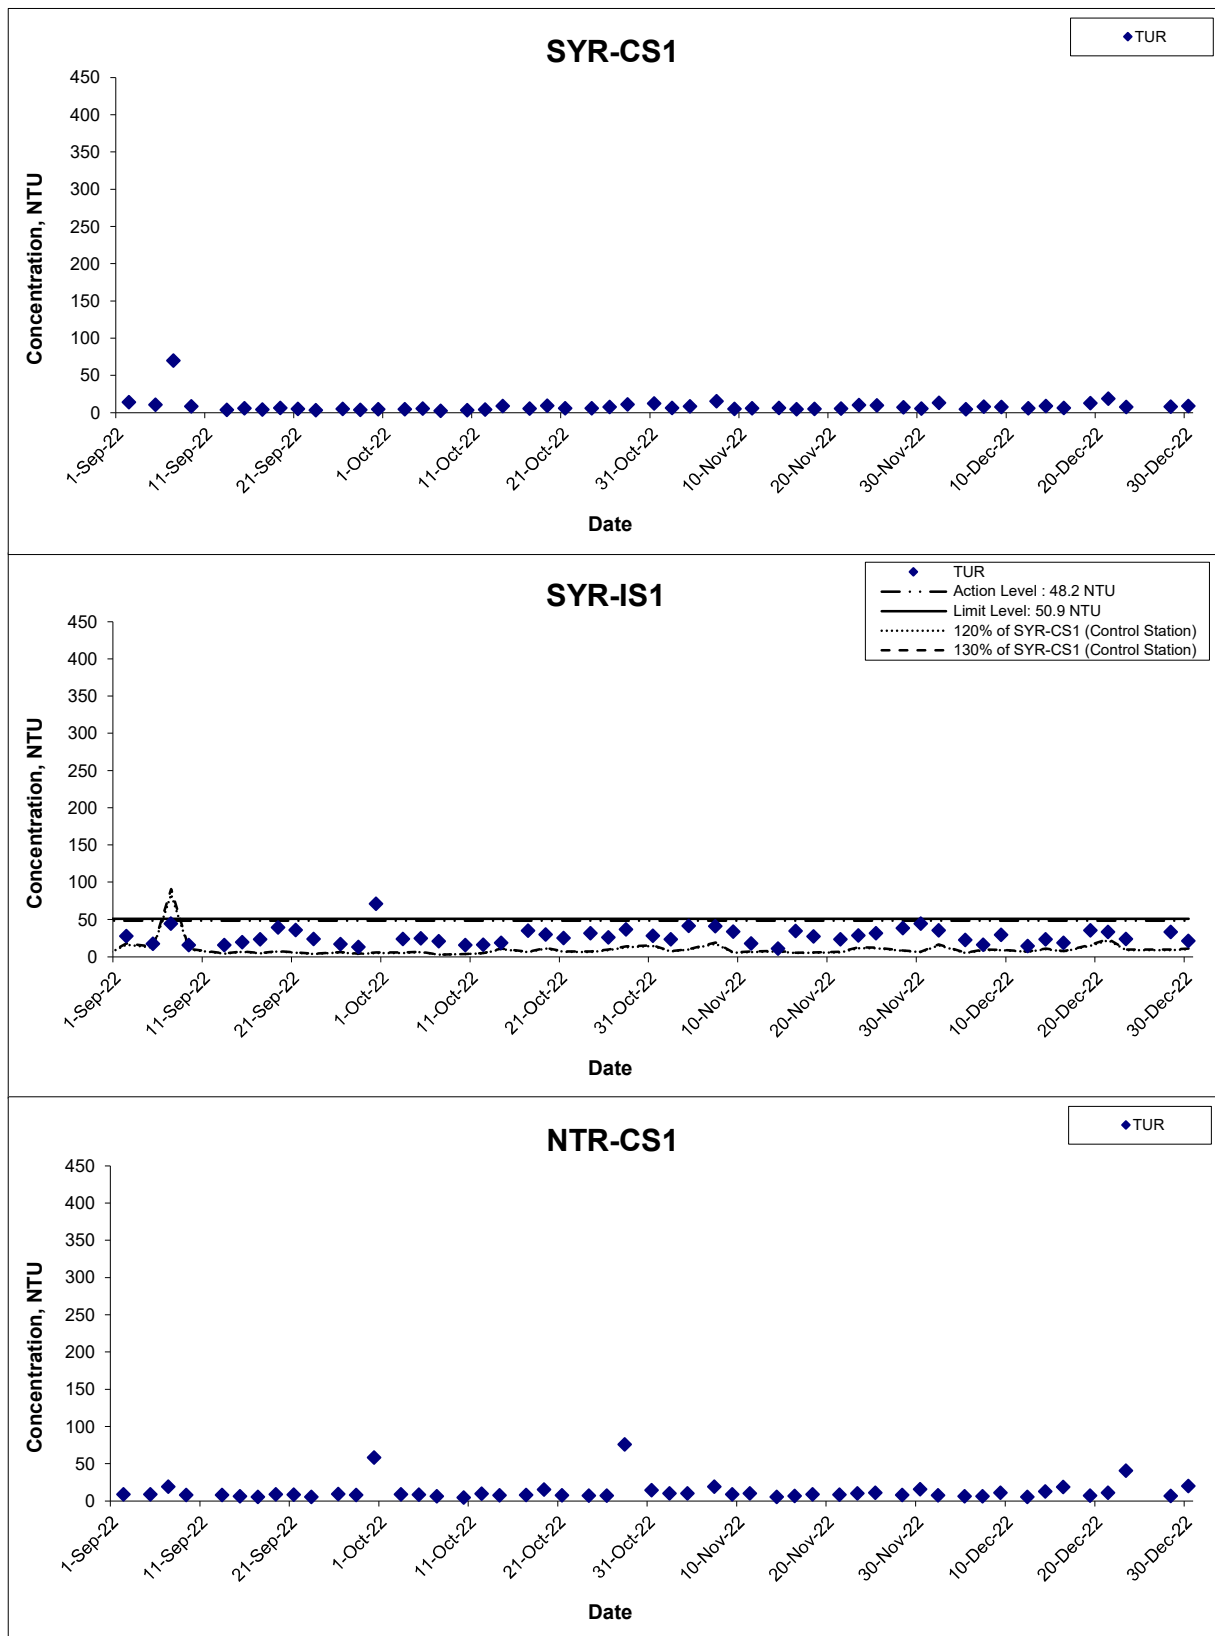 SYR-CS1
TUR
Concentration, NTU
450
400
350
300
250
200
150
100
50
0
1-Sep-22
11-Sep-22
21-Sep-22
1-Oct-22
11-Oct-22
21-Oct-22
31-Oct-22
10-Nov-22
20-Nov-22
30-Nov-22
10-Dec-22
20-Dec-22
30-Dec-22
Date
SYR-IS1
TUR
Action Level : 48.2 NTU
Limit Level: 50.9 NTU
120% of SYR-CS1 (Control Station)
130% of SYR-CS1 (Control Station)
Concentration, NTU
450
400
350
300
250
200
150
100
50
0
1-Sep-22
11-Sep-22
21-Sep-22
1-Oct-22
11-Oct-22
21-Oct-22
31-Oct-22
10-Nov-22
20-Nov-22
30-Nov-22
10-Dec-22
20-Dec-22
30-Dec-22
Date
NTR-CS1
TUR
Concentration, NTU
450
400
350
300
250
200
150
100
50
0
1-Sep-22
11-Sep-22
21-Sep-22
1-Oct-22
11-Oct-22
21-Oct-22
31-Oct-22
10-Nov-22
20-Nov-22
30-Nov-22
10-Dec-22
20-Dec-22
30-Dec-22
Date